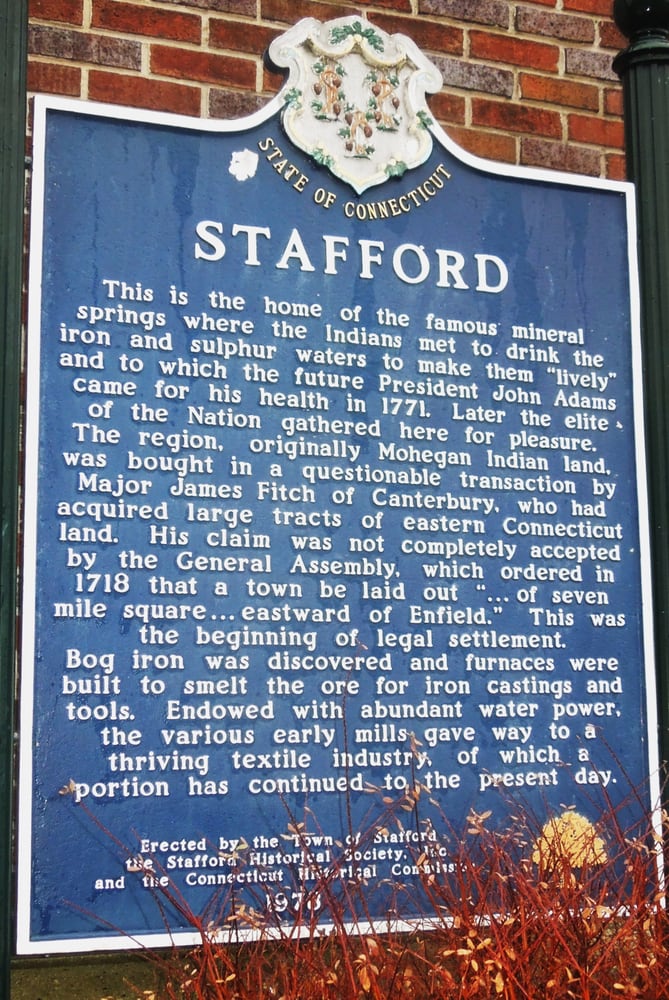 STATE OF CONNECTICUT
STAFFORD
This is the home of the famous mineral
springs where the Indians met to drink the
iron and sulphur waters to make them "lively"
and to which the future President John Adams
came for his health in 1771. Later the elite
of the Nation gathered here for pleasure.
The region, originally Mohegan Indian land,
was bought in a questionable transaction by
Major James Fitch of Canterbury, who had
acquired large tracts of eastern Connecticut
land. His claim was not completely accepted
by the General Assembly, which ordered in
1718 that a town be laid out "... of seven
mile square... eastward of Enfield." This was
the beginning of legal settlement.
Bog iron was discovered and furnaces were
built to smelt the ore for iron castings and
tools. Endowed with abundant water power,
the various early mills gave way to a
thriving textile industry, of which a
portion has continued to the present day.
Erected by the Town of Stafford
the Stafford Historical Society, Inc.
and the Connecticut Historical